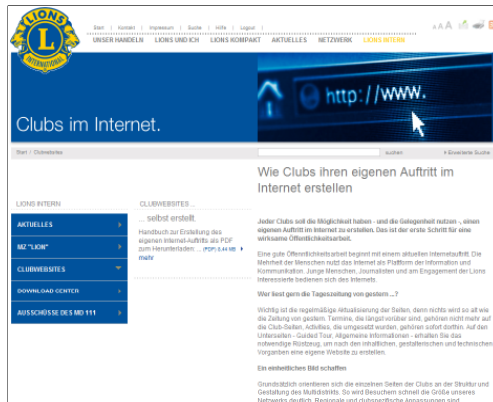 LIONS
L
INTERNATIONAL
Start | Kontakt | Impressum | Suche | Hilfe | Logout |
A A A
UNSER HANDELN LIONS UND ICH LIONS KOMPAKT AKTUELLES NETZWERK LIONS INTERN
http://www.
Clubs im Internet.
Start / Clubwebsites
suchen
Erweiterte Suche
Wie Clubs ihren eigenen Auftritt im
Internet erstellen
LIONS INTERN
AKTUELLES
MZ "LION"
CLUBWEBSITES
DOWNLOAD CENTER
AUSSCHÜSSE DES MD 111
CLUBWEBSITES ...
... selbst erstellt.
Handbuch zur Erstellung des
eigenen Internet-Auftritts als PDF
zum Herunterladen: ... (PDF) 8,44 MB
mehr
Jeder Clubs soll die Möglichkeit haben - und die Gelegenheit nutzen -, einen
eigenen Auftritt im Internet zu erstellen. Das ist der erste Schritt für eine
wirksame Öffentlichkeitsarbeit.
Eine gute Öffentlichkeitsarbeit beginnt mit einem aktuellen Internetauftritt. Die
Mehrheit der Menschen nutzt das Internet als Plattform der Information und
Kommunikation. Junge Menschen, Journalisten und am Engagement der Lions
Interessierte bedienen sich des Internets.
Wer liest gern die Tageszeitung von gestern ...?
Wichtig ist die regelmäßige Aktualisierung der Seiten, denn nichts wird so alt wie
die Zeitung von gestern. Termine, die längst vorüber sind, gehören nicht mehr auf
die Club-Seiten, Activities, die umgesetzt wurden, gehören sofort dorthin. Auf den
Unterseiten - Guided Tour, Allgemeine Informationen - erhalten Sie das
notwendige Rüstzeug, um nach den inhaltlichen, gestalterischen und technischen
Vorgaben eine eigene Website zu erstellen.
Ein einheitliches Bild schaffen
Grundsätzlich orientieren sich die einzelnen Seiten der Clubs an der Struktur und
Gestaltung des Multidistrikts. So wird Besuchern schnell die Größe unseres
Netzwerks deutlich. Regionale und clubspezifische Anpassungen sind